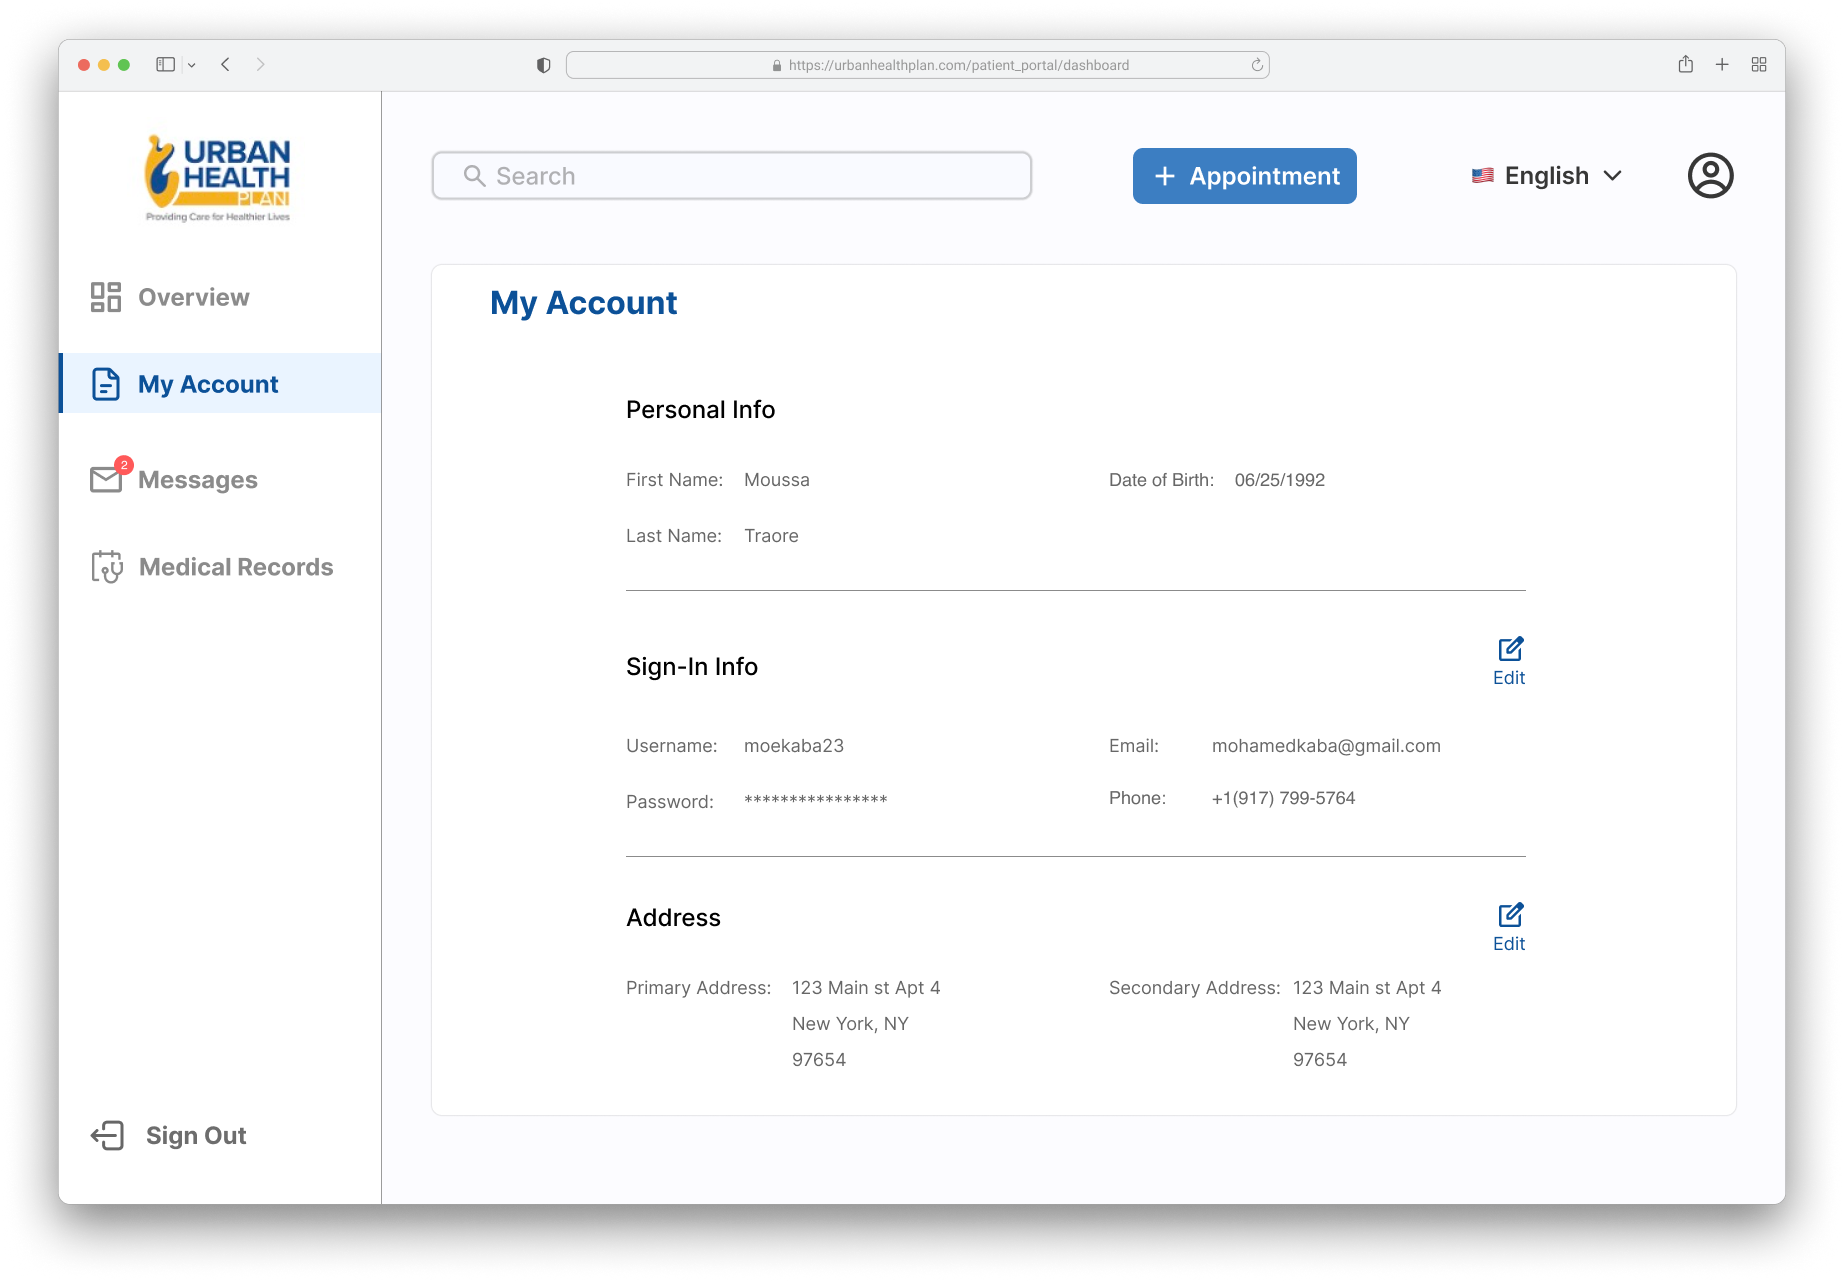 https://urbanhealthplan.com/patient_portal/dashboard
URBAN
HEALTH
PLAN
Providing Care for Healthier Lives
Search
+ Appointment
English
Overview
My Account
2
Messages
Medical Records
Sign Out
My Account
Personal Info
First Name: Moussa
Date of Birth: 06/25/1992
Last Name: Traore
Sign-In Info
Edit
Username: moekaba23
Email: mohamedkaba@gmail.com
Password: ****************
Phone: +1(917) 799-5764
Address
Edit
Primary Address: 123 Main st Apt 4
New York, NY
97654
Secondary Address: 123 Main st Apt 4
New York, NY
97654